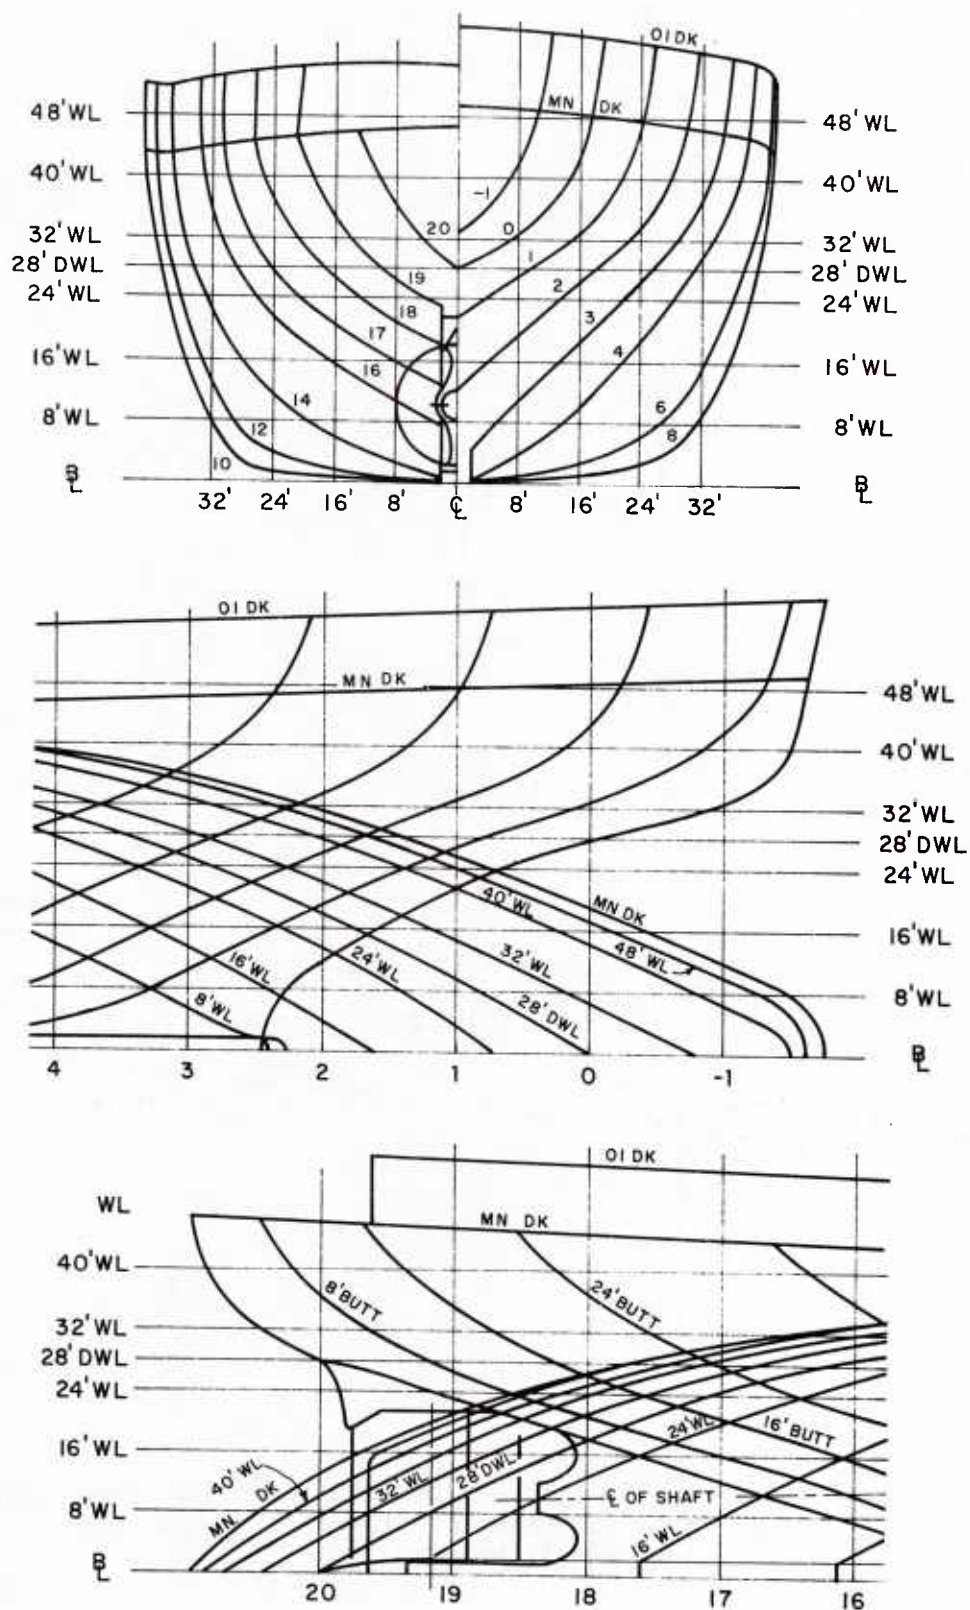 01 DK
MN DK
48' WL 48' WL
40' WL 40' WL
-1
20 0
32' WL 32' WL
1
28' DWL 28' DWL
19 2
24' WL 24' WL
18 3
17
16' WL 4 16' WL
16
14 6
8' WL 8' WL
12 8
10
B
L
B
L
32' 24' 16' 8' CL 8' 16' 24' 32'
01 DK
MN DK
48' WL
40' WL
32' WL
28' DWL
24' WL
40' WL MN DK
16' WL
16' WL 24' WL 32' WL 48' WL
8' WL 28' DWL 8' WL
B
L
4 3 2 1 0 -1
01 DK
WL
MN DK
40' WL
8' BUTT 24' BUTT
32' WL
28' DWL
24' WL
24' WL 16' BUTT
16' WL
40' WL 32' WL 28' DWL
CL OF SHAFT
8' WL
MN DK
16' WL
B
L
20 19 18 17 16